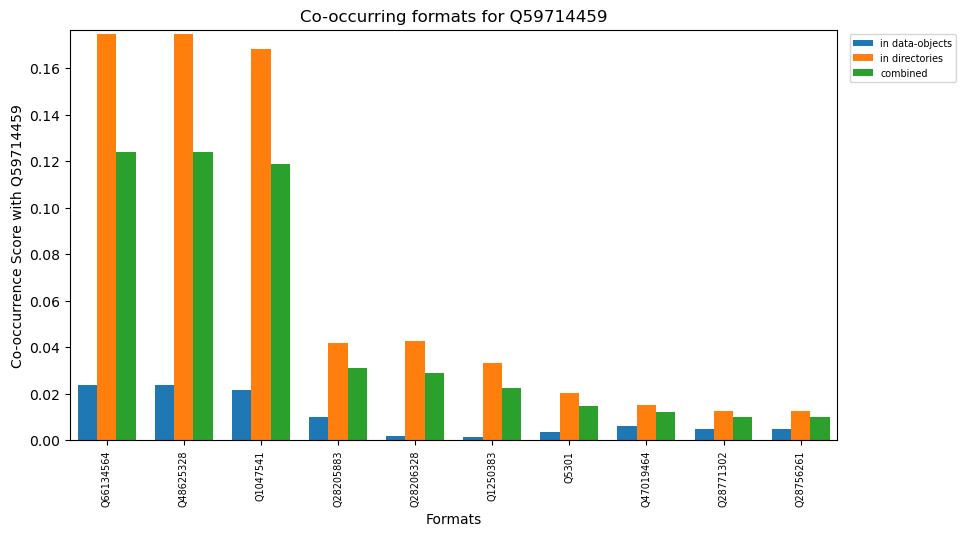 Co-occurring formats for Q59714459
in data-objects
in directories
combined
Co-occurrence Score with Q59714459
0.16
0.14
0.12
0.10
0.08
0.06
0.04
0.02
0.00
Q66134564
Q48625328
Q1047541
Q28205883
Q28206328
Q1250383
Q5301
Q47019464
Q28771302
Q28756261
Formats